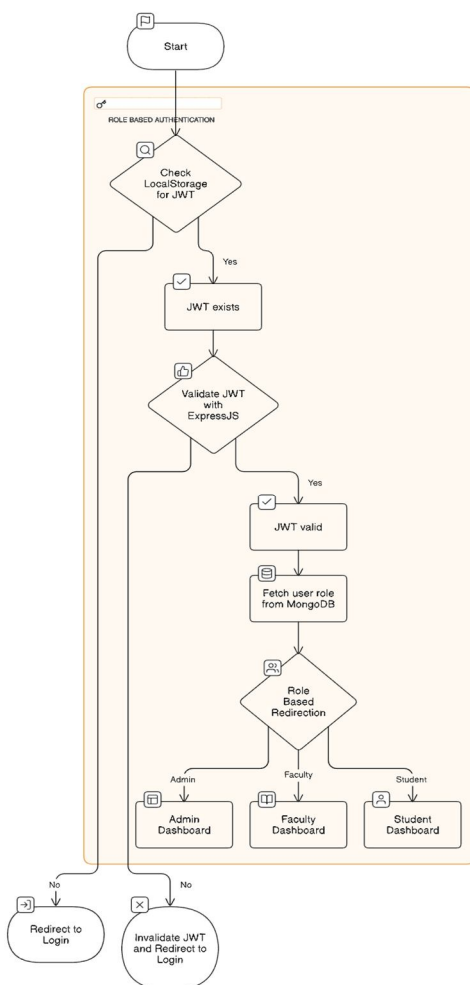 Start
ROLE BASED AUTHENTICATION
Check
LocalStorage
for JWT
Yes
JWT exists
Validate JWT
with
ExpressJS
Yes
JWT valid
Fetch user role
from MongoDB
Role
Based
Redirection
Admin
Faculty
Student
Admin
Dashboard
Faculty
Dashboard
Student
Dashboard
No
No
Redirect to
Login
Invalidate JWT
and Redirect to
Login